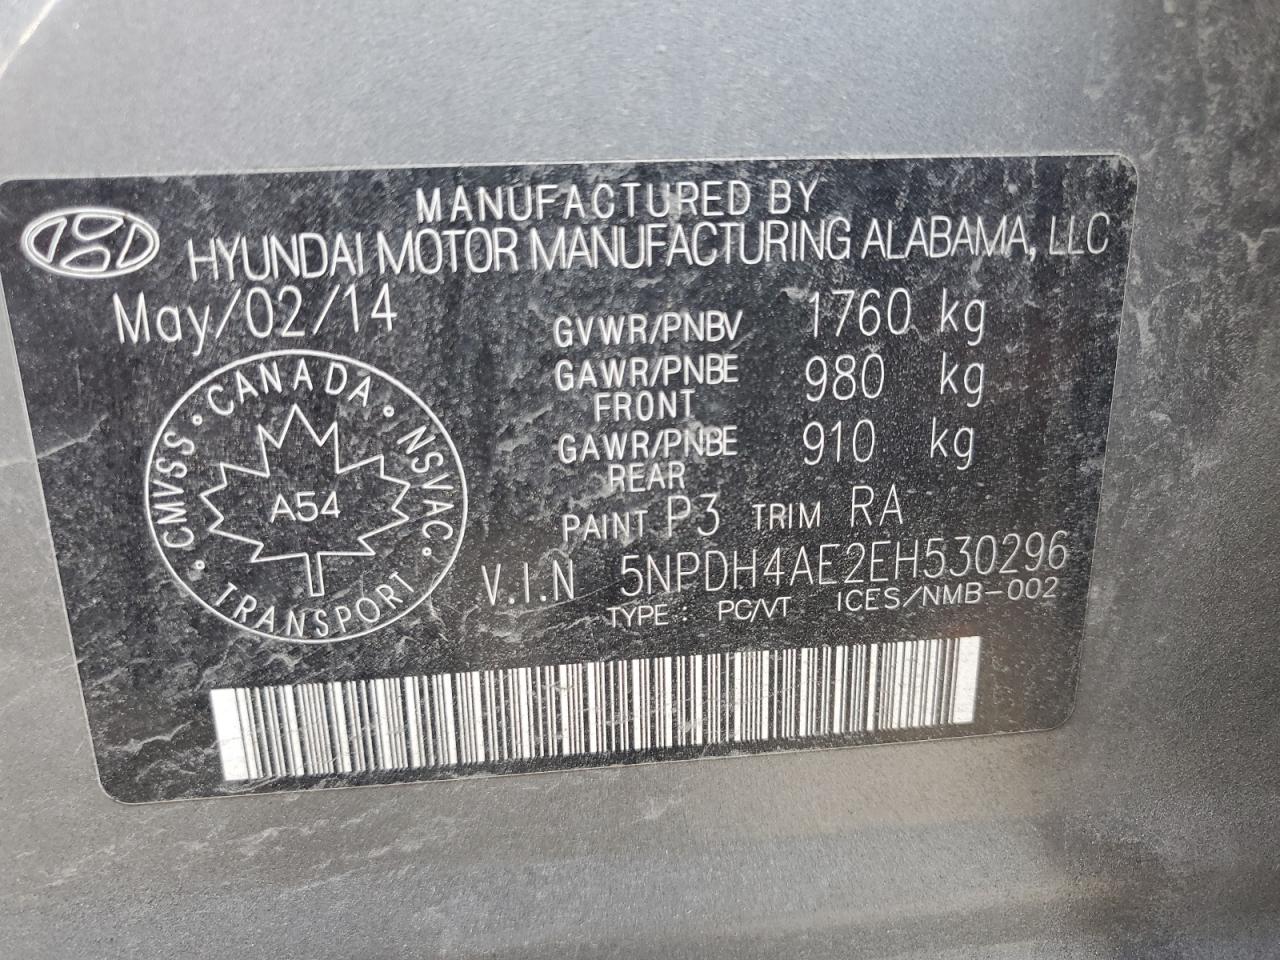 MANUFACTURED BY
HYUNDAI MOTOR MANUFACTURING ALABAMA, LLC
May/02/14
GVWR/PNBV 1760 kg
GAWR/PNBE FRONT 980 kg
GAWR/PNBE REAR 910 kg
PAINT P3 TRIM RA
V.I.N 5NPDH4AE2EH530296
TYPE : PC/VT ICES/NMB-002
CANADA
CMVSS
NSVAC
A54
TRANSPORT